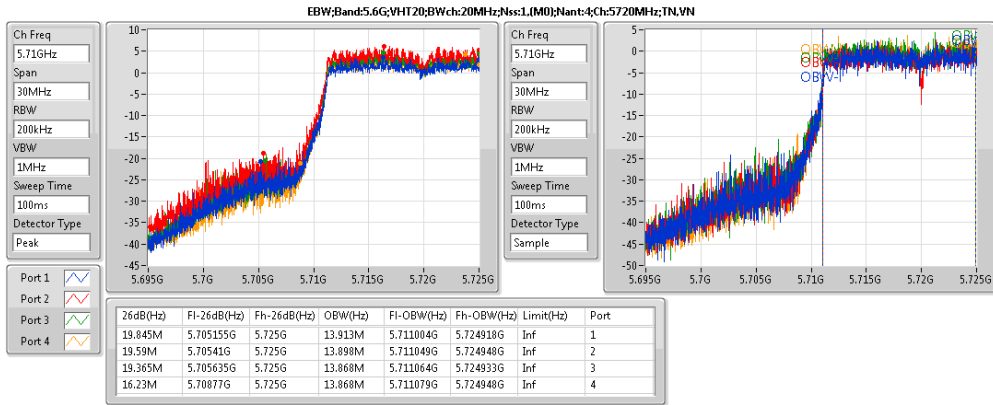 EBW;Band:5.6G;VHT20;BWch:20MHz;Nss:1,(M0);Nant:4;Ch:5720MHz;TN,VN
Ch Freq
5.71GHz
Span
30MHz
RBW
200kHz
VBW
1MHz
Sweep Time
100ms
Detector Type
Peak
10
5
0
-5
-10
-15
-20
-25
-30
-35
-40
-45
5.695G 5.7G 5.705G 5.71G 5.715G 5.72G 5.725G
Ch Freq
5.71GHz
Span
30MHz
RBW
200kHz
VBW
1MHz
Sweep Time
100ms
Detector Type
Sample
5
0
-5
-10
-15
-20
-25
-30
-35
-40
-45
-50
5.695G 5.7G 5.705G 5.71G 5.715G 5.72G 5.725G
OBW-
Port 1
Port 2
Port 3
Port 4
26dB(Hz) Fl-26dB(Hz) Fh-26dB(Hz) OBW(Hz) Fl-OBW(Hz) Fh-OBW(Hz) Limit(Hz) Port
19.845M 5.705155G 5.725G 13.913M 5.711004G 5.724918G Inf 1
19.59M 5.70541G 5.725G 13.898M 5.711049G 5.724948G Inf 2
19.365M 5.705635G 5.725G 13.868M 5.711064G 5.724933G Inf 3
16.23M 5.70877G 5.725G 13.868M 5.711079G 5.724948G Inf 4